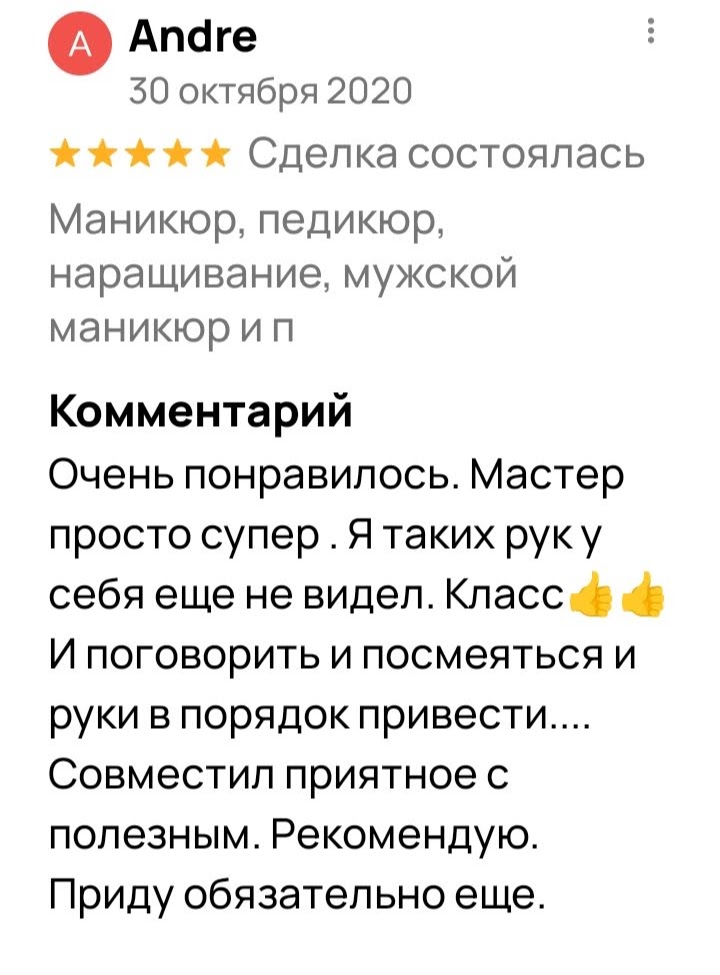 A
Andre
30 октября 2020
Сделка состоялась
Маникюр, педикюр,
наращивание, мужской
маникюр и п
Комментарий
Очень понравилось. Мастер
просто супер . Я таких рук у
себя еще не видел. Класс👍👍
И поговорить и посмеяться и
руки в порядок привести....
Совместил приятное с
полезным. Рекомендую.
Приду обязательно еще.